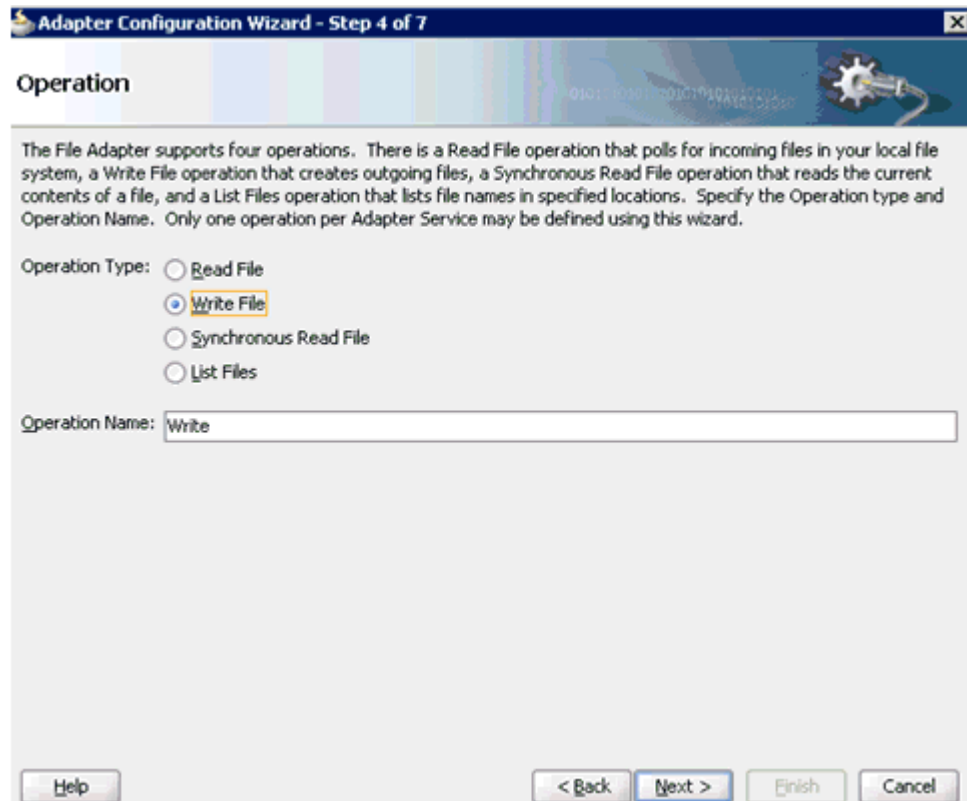 Adapter Configuration Wizard - Step 4 of 7
Operation
The File Adapter supports four operations. There is a Read File operation that polls for incoming files in your local file
system, a Write File operation that creates outgoing files, a Synchronous Read File operation that reads the current
contents of a file, and a List Files operation that lists file names in specified locations. Specify the Operation type and
Operation Name. Only one operation per Adapter Service may be defined using this wizard.
Operation Type: Read File
Write File
Synchronous Read File
List Files
Operation Name: Write
Help < Back Next > Finish Cancel